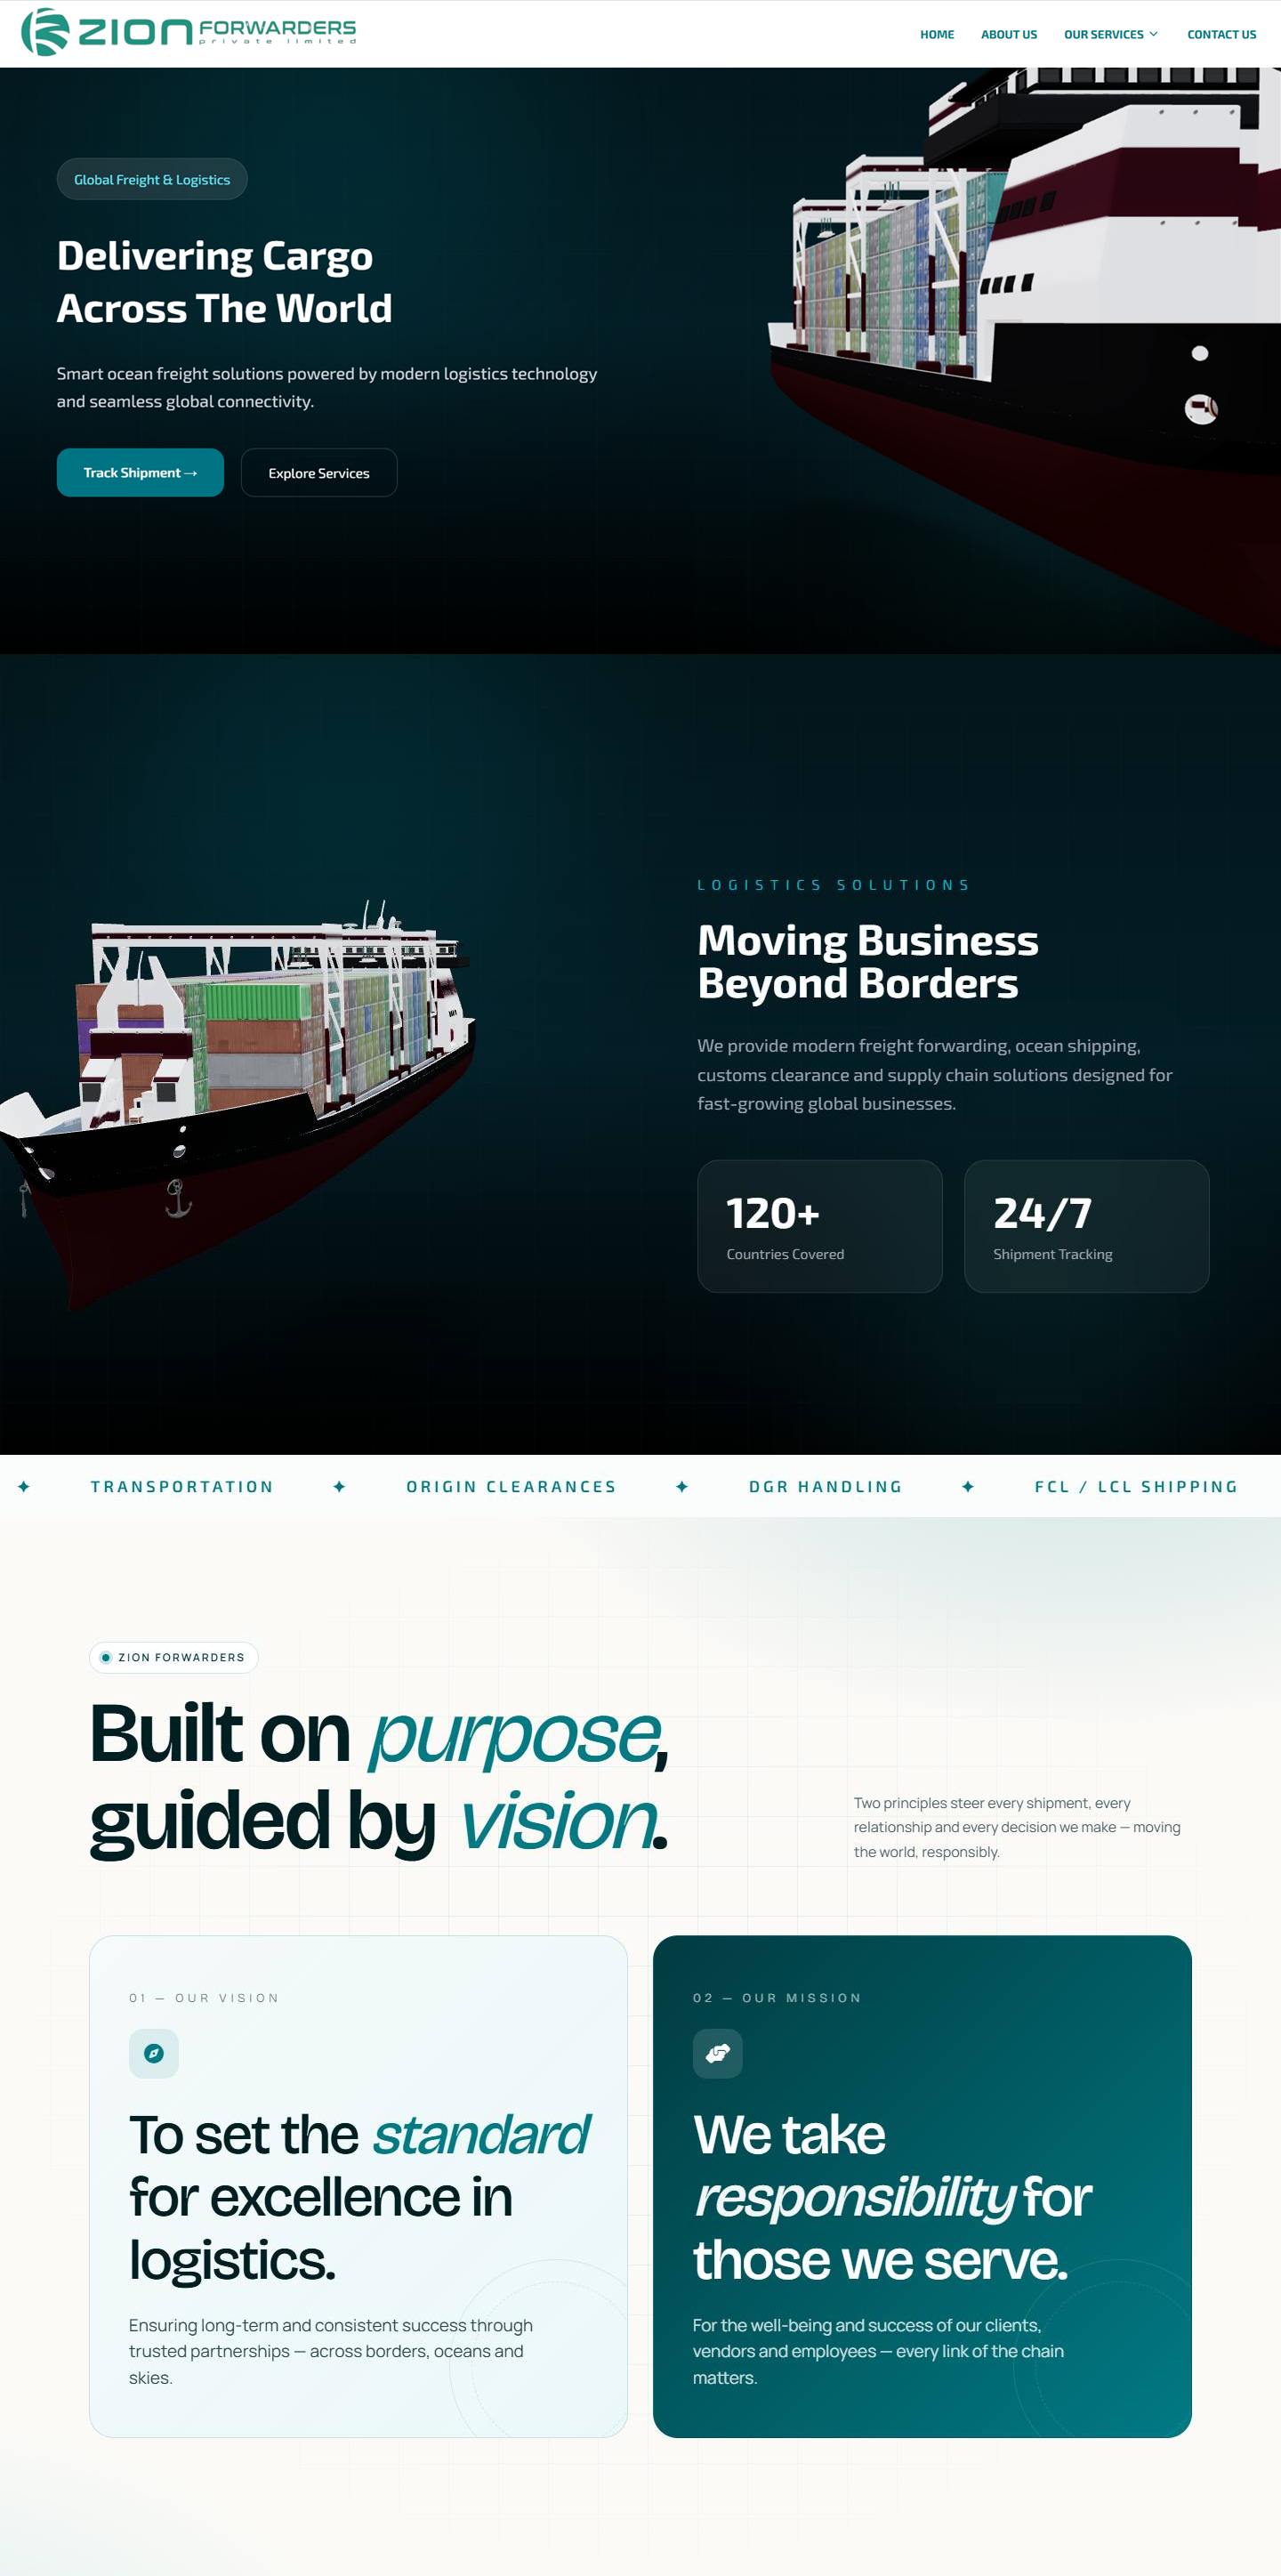 ZION FORWARDERS
private limited
HOME ABOUT US OUR SERVICES CONTACT US
Global Freight & Logistics
Delivering Cargo
Across The World
Smart ocean freight solutions powered by modern logistics technology
and seamless global connectivity.
Track Shipment → Explore Services
LOGISTICS SOLUTIONS
Moving Business
Beyond Borders
We provide modern freight forwarding, ocean shipping,
customs clearance and supply chain solutions designed for
fast-growing global businesses.
120+
Countries Covered
24/7
Shipment Tracking
✦ TRANSPORTATION ✦ ORIGIN CLEARANCES ✦ DGR HANDLING ✦ FCL / LCL SHIPPING
ZION FORWARDERS
Built on purpose,
guided by vision.
Two principles steer every shipment, every
relationship and every decision we make — moving
the world, responsibly.
01 — OUR VISION
To set the standard
for excellence in
logistics.
Ensuring long-term and consistent success through
trusted partnerships — across borders, oceans and
skies.
02 — OUR MISSION
We take
responsibility for
those we serve.
For the well-being and success of our clients,
vendors and employees — every link of the chain
matters.